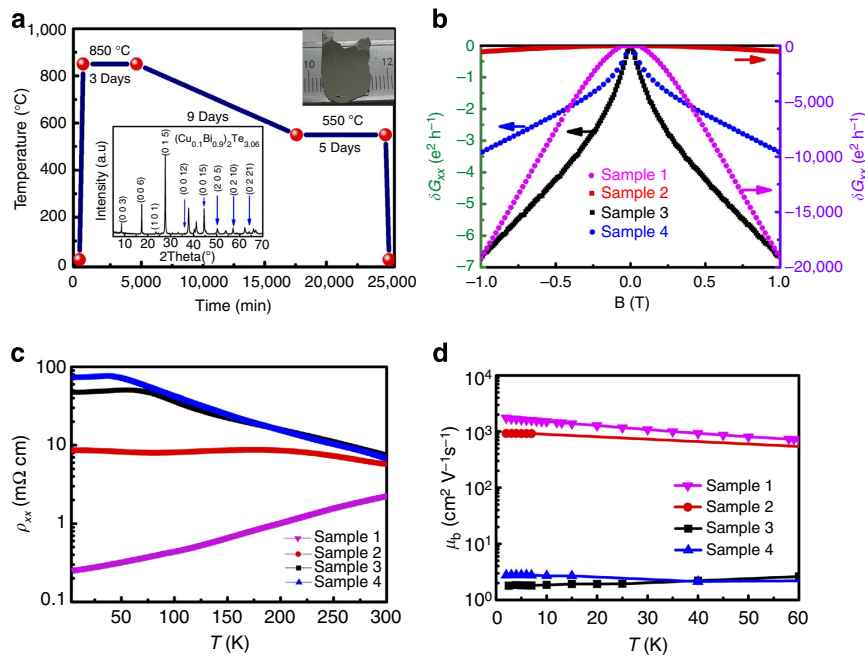 a
Temperature (°C)
1,000
800
600
400
200
0
850 °C
3 Days
9 Days
550 °C
5 Days
10
12
(Cu0.1Bi0.9)2Te3.06
Intensity (a.u)
(0 0 3)
(0 0 6)
(1 0 1)
(0 1 5)
(0 0 12)
(0 0 15)
(2 0 5)
(0 2 10)
(0 2 21)
10 20 30 40 50 60 70
2Theta(°)
0 5,000 10,000 15,000 20,000 25,000
Time (min)
b
δGxx (e² h⁻¹)
0
−1
−2
−3
−4
−5
−6
−7
Sample 1
Sample 2
Sample 3
Sample 4
0
−5,000
−10,000
−15,000
−20,000
δGxx (e² h⁻¹)
−1.0 −0.5 0.0 0.5 1.0
B (T)
c
ρxx (mΩ cm)
100
10
1
0.1
Sample 1
Sample 2
Sample 3
Sample 4
50 100 150 200 250 300
T (K)
d
μb (cm² V−1s−1)
10⁴
10³
10²
10¹
10⁰
Sample 1
Sample 2
Sample 3
Sample 4
0 10 20 30 40 50 60
T (K)